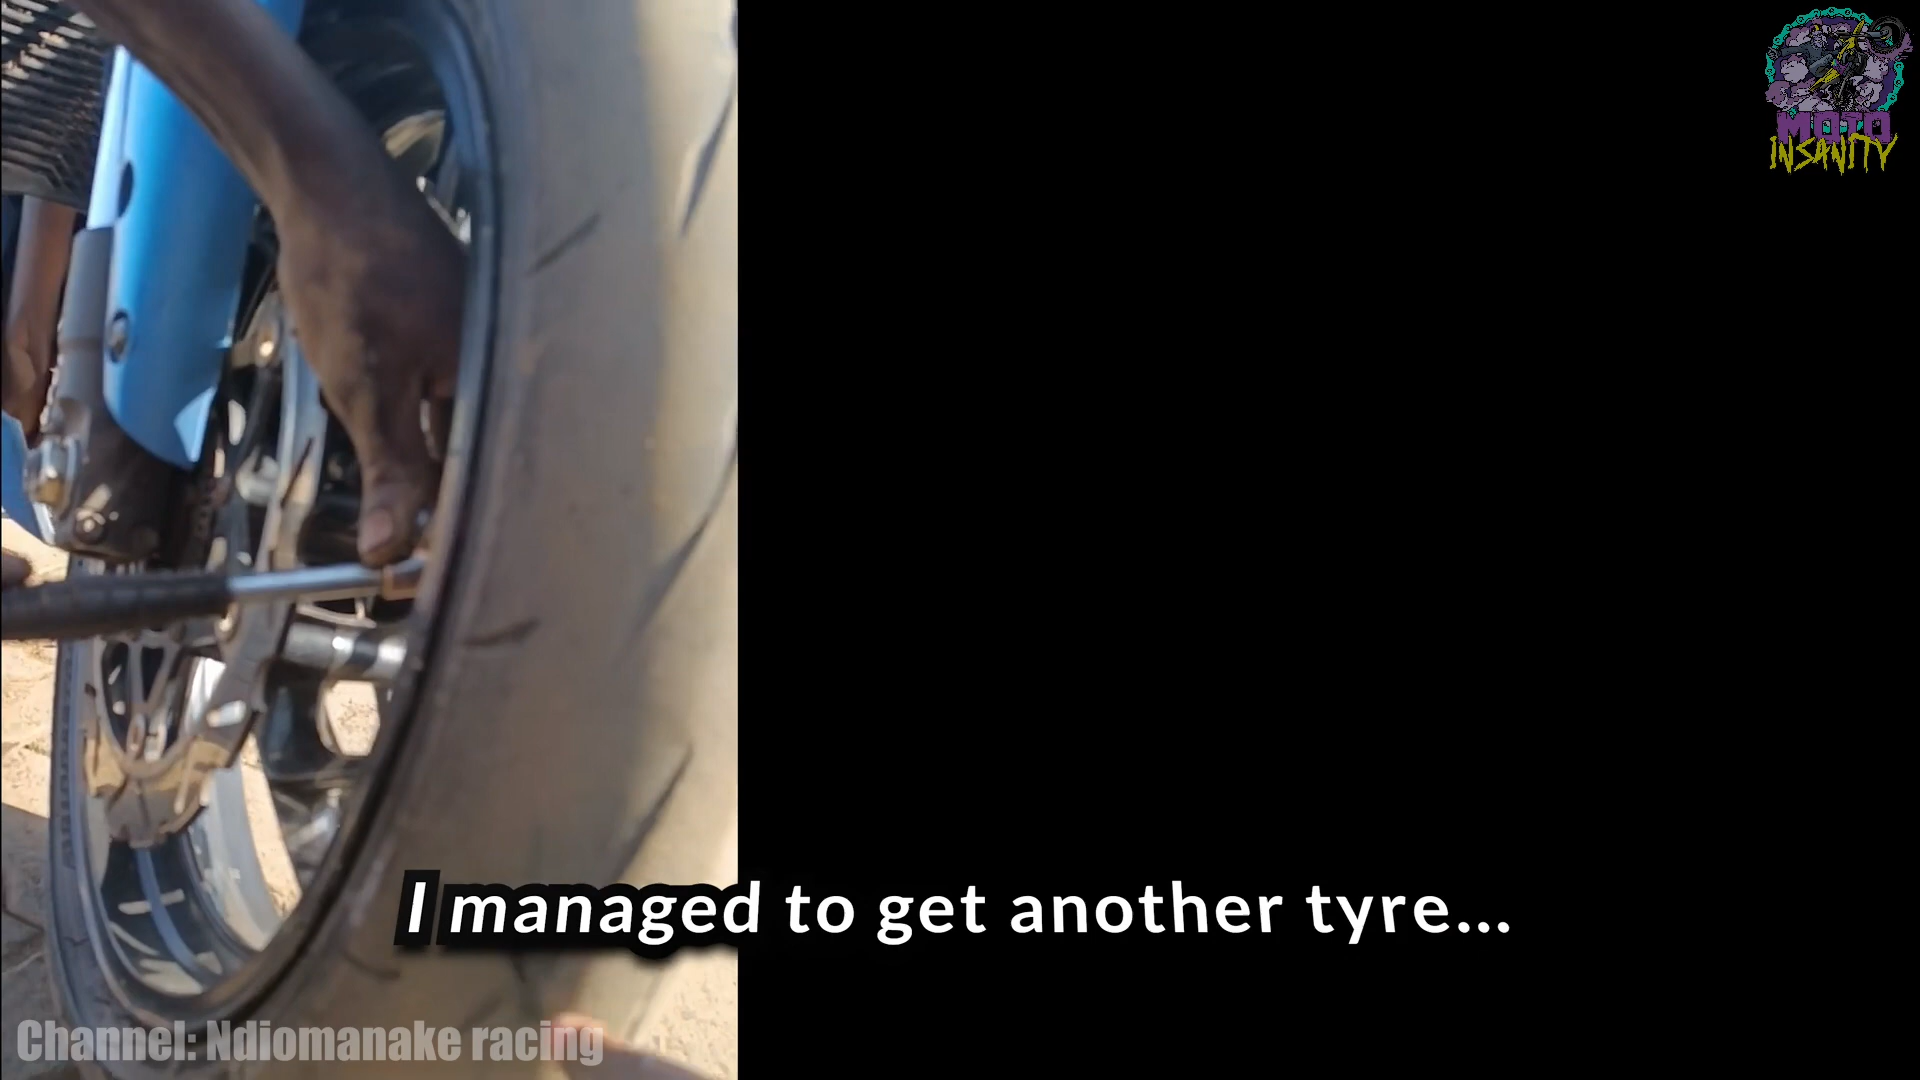 MOTO
INSANITY
I managed to get another tyre...
Channel: Ndiomanake racing